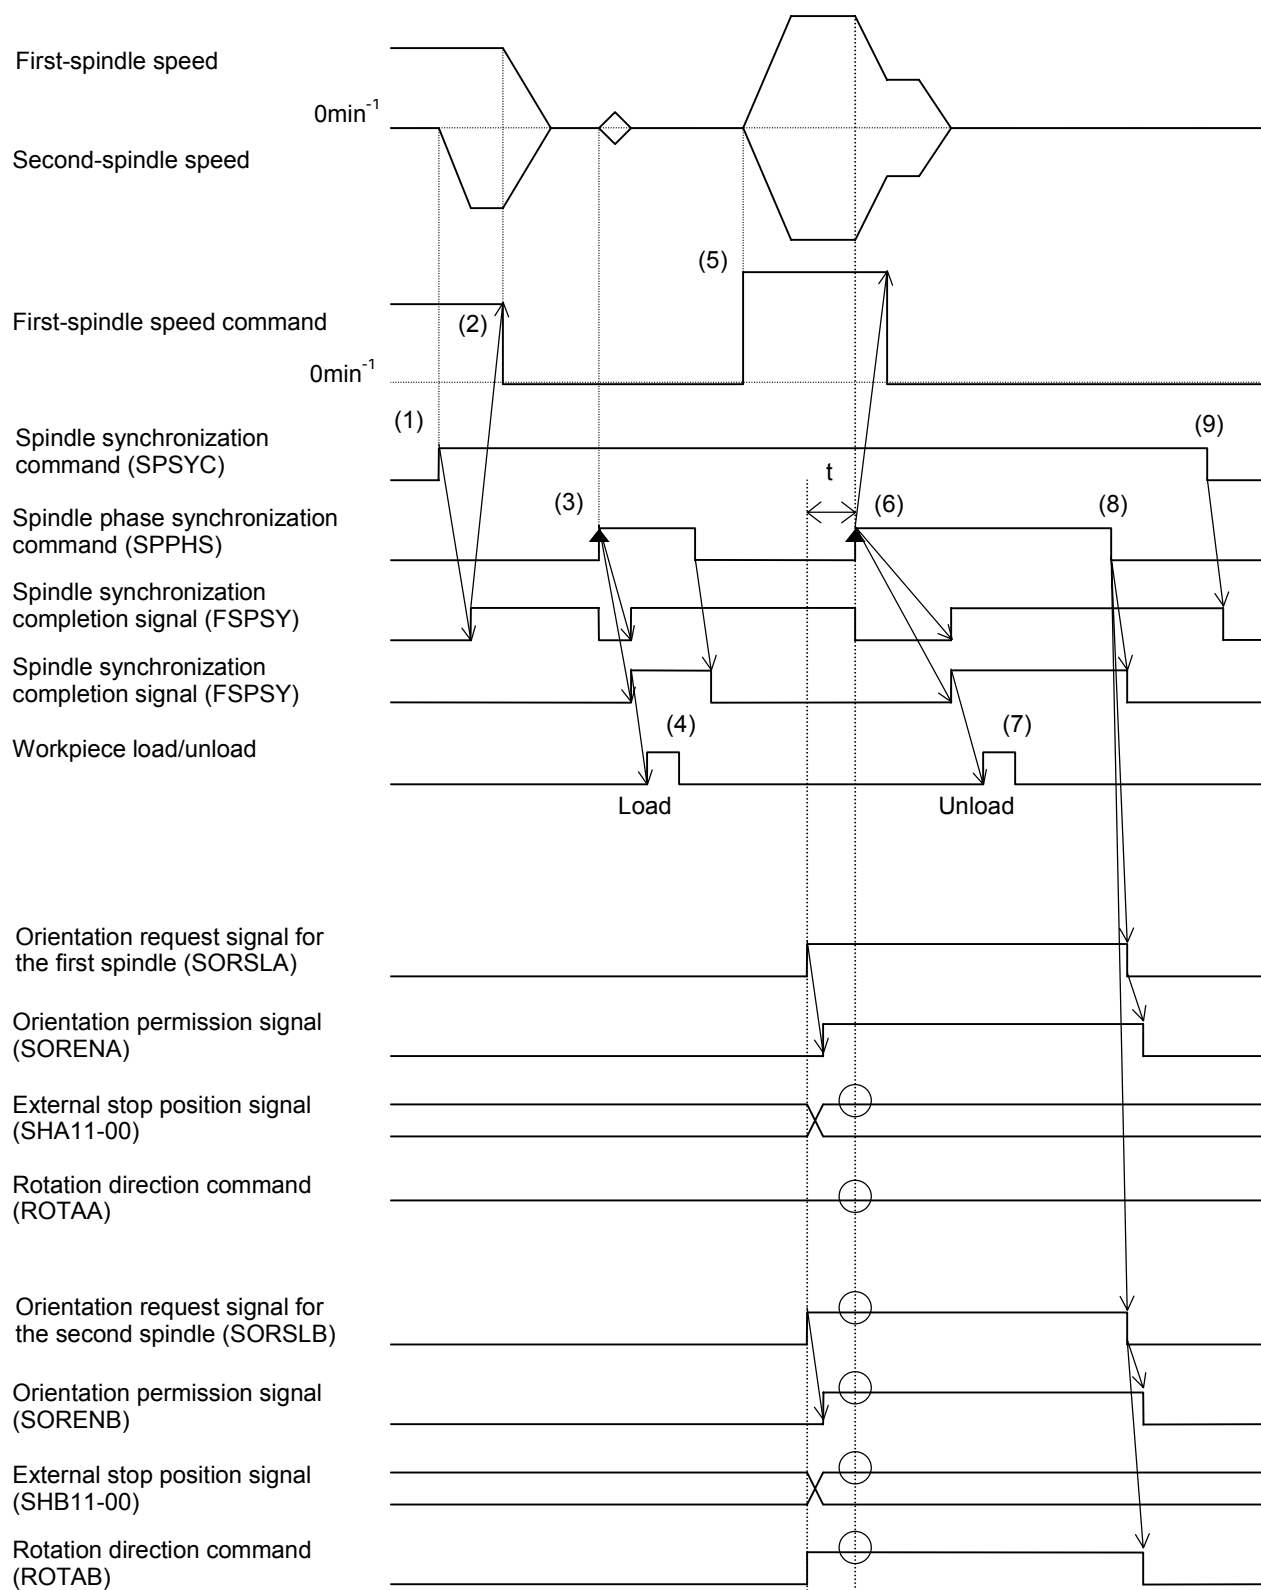 First-spindle speed
0min-1
Second-spindle speed
(5)
First-spindle speed command
(2)
0min-1
(1)
(9)
Spindle synchronization
command (SPSYC)
t
(3)
(6)
(8)
Spindle phase synchronization
command (SPPHS)
Spindle synchronization
completion signal (FSPSY)
Spindle synchronization
completion signal (FSPSY)
(4)
(7)
Workpiece load/unload
Load
Unload
Orientation request signal for
the first spindle (SORSLA)
Orientation permission signal
(SORENA)
External stop position signal
(SHA11-00)
Rotation direction command
(ROTAA)
Orientation request signal for
the second spindle (SORSLB)
Orientation permission signal
(SORENB)
External stop position signal
(SHB11-00)
Rotation direction command
(ROTAB)